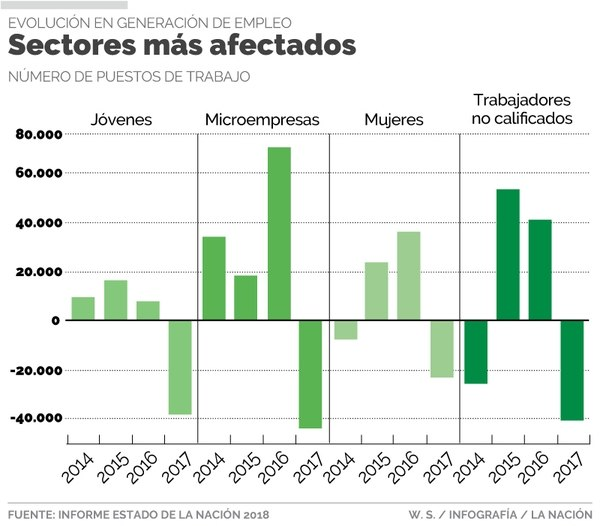 EVOLUCIÓN EN GENERACIÓN DE EMPLEO
Sectores más afectados
NÚMERO DE PUESTOS DE TRABAJO
Jóvenes
Microempresas
Mujeres
Trabajadores
no calificados
80.000
60.000
40.000
20.000
0
-20.000
-40.000
2014 2015 2016 2017 2014 2015 2016 2017 2014 2015 2016 2017 2014 2015 2016 2017
FUENTE: INFORME ESTADO DE LA NACIÓN 2018 W. S. / INFOGRAFÍA / LA NACIÓN